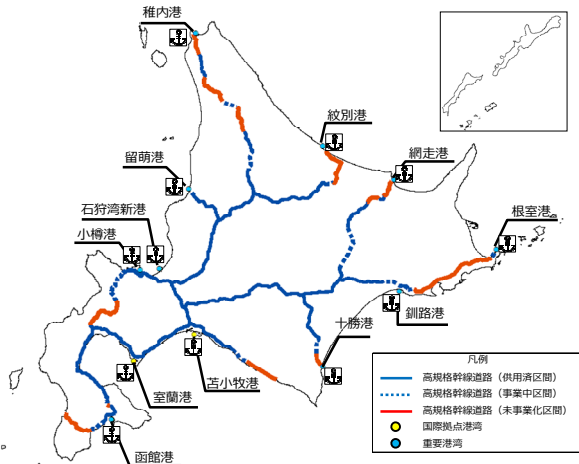 稚内港
紋別港
網走港
留萌港
根室港
石狩湾新港
小樽港
釧路港
十勝港
苫小牧港
室蘭港
函館港
凡例
高規格幹線道路（供用済区間）
高規格幹線道路（事業中区間）
高規格幹線道路（未事業化区間）
国際拠点港湾
重要港湾